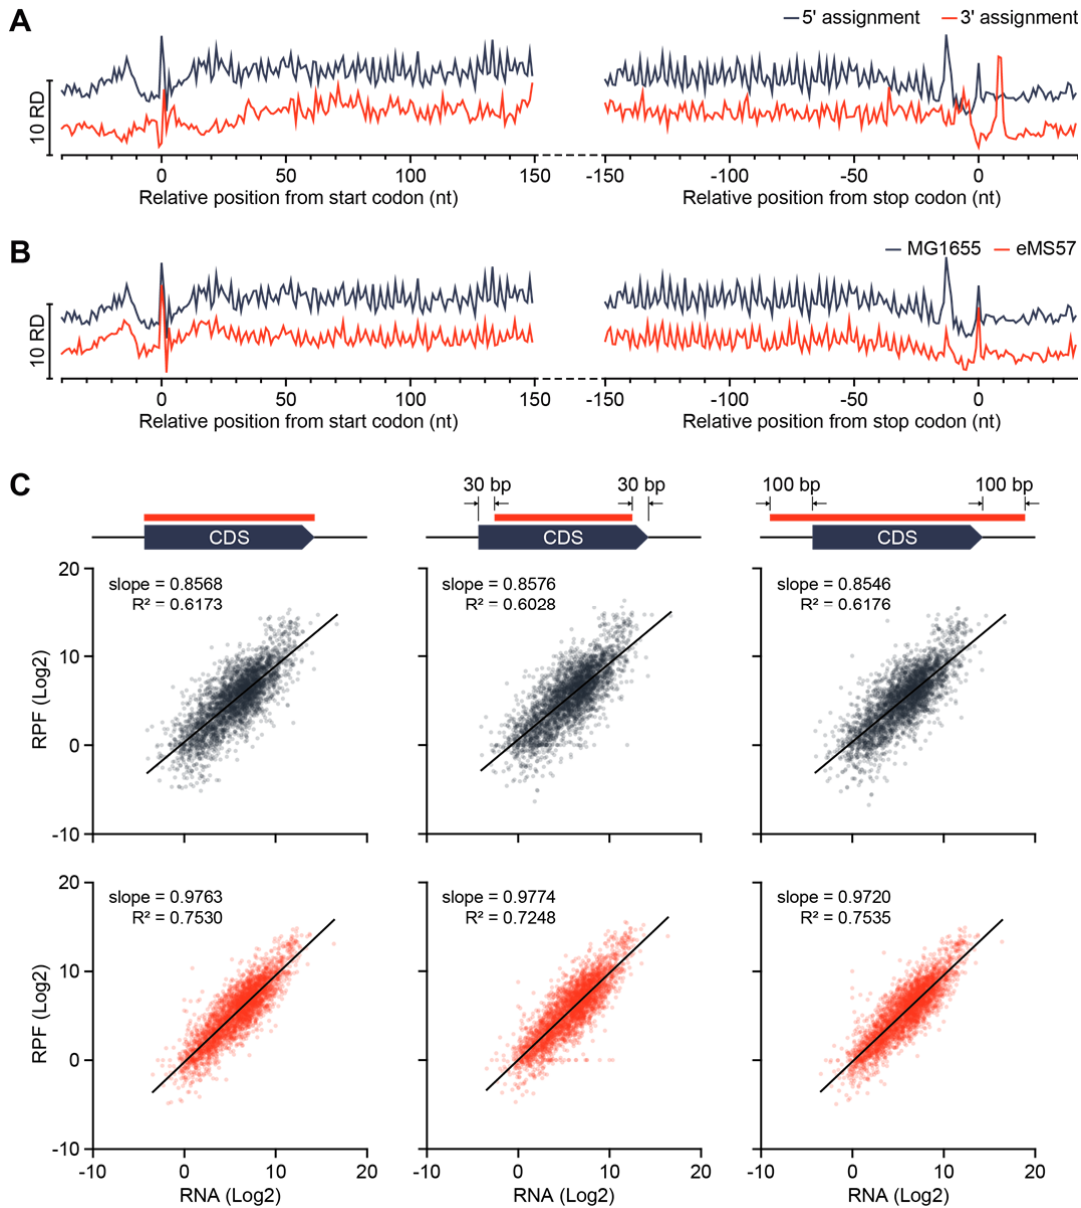 A
5' assignment 3' assignment
10 RD
0 50 100 150 -150 -100 -50 0
Relative position from start codon (nt) Relative position from stop codon (nt)
B
MG1655 eMS57
10 RD
0 50 100 150 -150 -100 -50 0
Relative position from start codon (nt) Relative position from stop codon (nt)
C
30 bp 30 bp 100 bp 100 bp
CDS CDS CDS
20
slope = 0.8568 slope = 0.8576 slope = 0.8546
R² = 0.6173 R² = 0.6028 R² = 0.6176
10
RPF (Log2)
0
-10
20
slope = 0.9763 slope = 0.9774 slope = 0.9720
R² = 0.7530 R² = 0.7248 R² = 0.7535
10
RPF (Log2)
0
-10
-10 0 10 20 -10 0 10 20 -10 0 10 20
RNA (Log2) RNA (Log2) RNA (Log2)